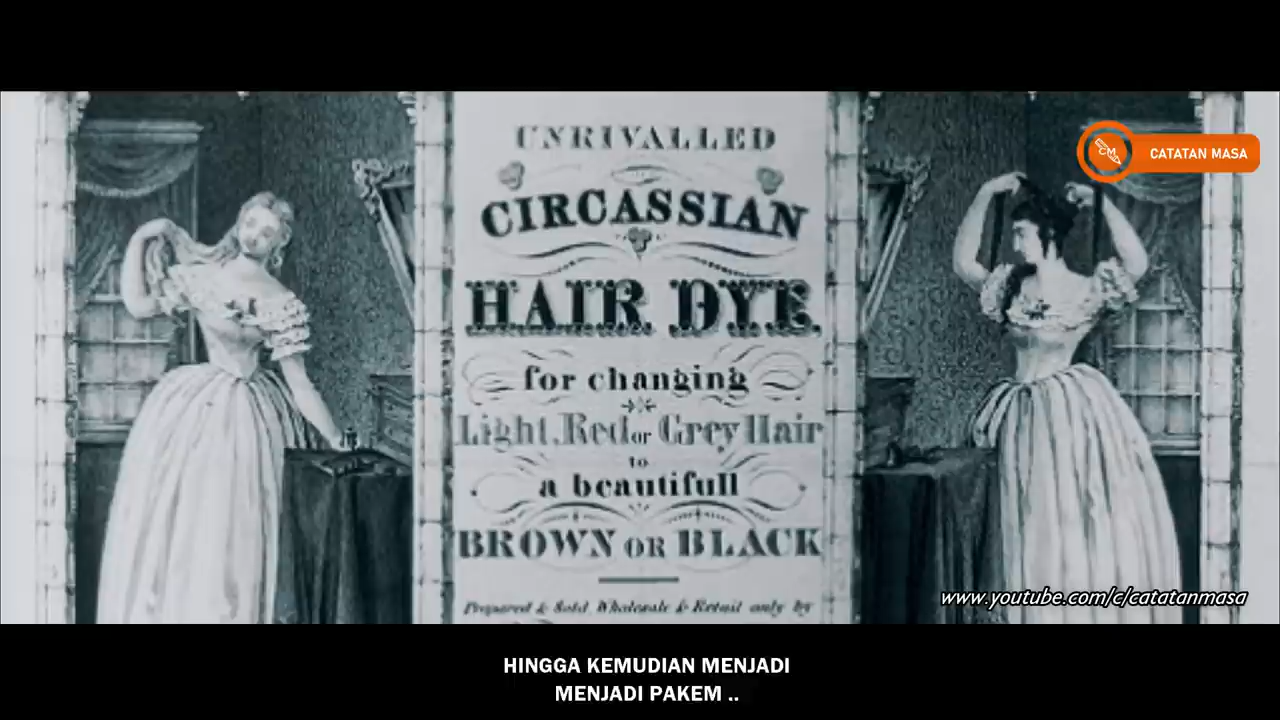 UNRIVALLED
CIRCASSIAN
HAIR DYE
for changing
Light, Red or Grey Hair
to
a beautifull
BROWN OR BLACK
Prepared & Sold, Wholesale & Retail only by
CM
CATATAN MASA
www.youtube.com/c/catatanmasa
HINGGA KEMUDIAN MENJADI
MENJADI PAKEM ..